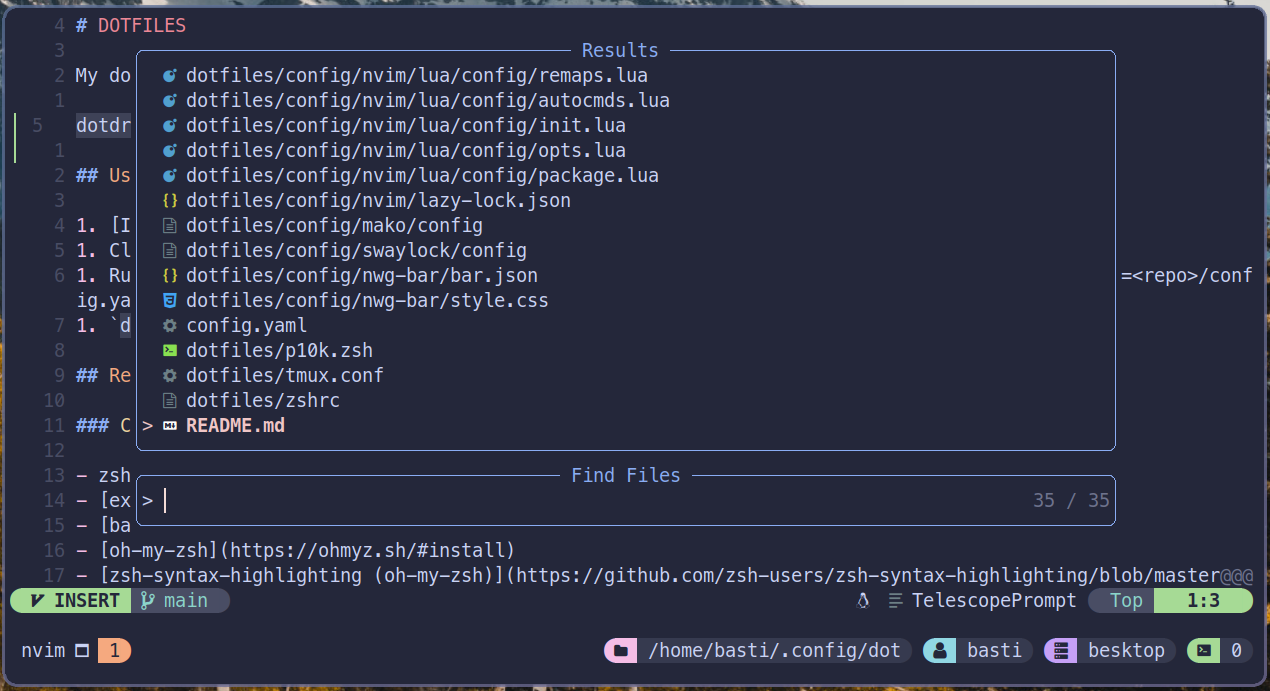 4 # DOTFILES
3 Results
2 My do dotfiles/config/nvim/lua/config/remaps.lua
1 dotfiles/config/nvim/lua/config/autocmds.lua
5 dotdr dotfiles/config/nvim/lua/config/init.lua
1 dotfiles/config/nvim/lua/config/opts.lua
2 ## Us dotfiles/config/nvim/lua/config/package.lua
3 {} dotfiles/config/nvim/lazy-lock.json
4 1. [I dotfiles/config/mako/config
5 1. Cl dotfiles/config/swaylock/config
6 1. Ru {} dotfiles/config/nwg-bar/bar.json =<repo>/conf
ig.ya dotfiles/config/nwg-bar/style.css
7 1. `d config.yaml
8 dotfiles/p10k.zsh
9 ## Re dotfiles/tmux.conf
10 dotfiles/zshrc
11 ### C > README.md
12
13 - zsh Find Files
14 - [ex > 35 / 35
15 - [ba
16 - [oh-my-zsh](https://ohmyz.sh/#install)
17 - [zsh-syntax-highlighting (oh-my-zsh)](https://github.com/zsh-users/zsh-syntax-highlighting/blob/master@@@
INSERT main TelescopePrompt Top 1:3
nvim 1 /home/basti/.config/dot basti besktop 0